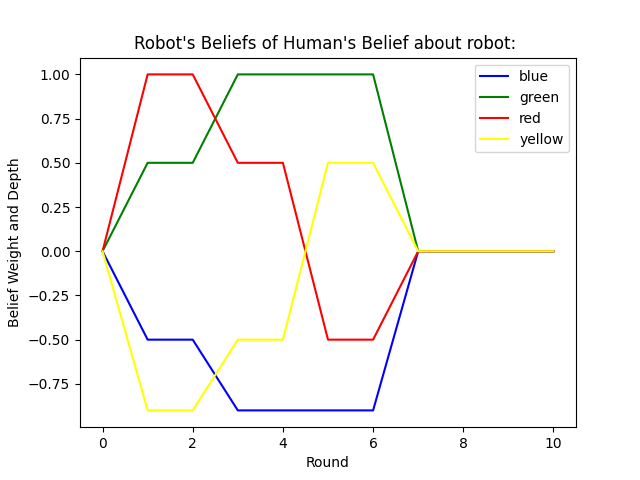 Robot's Beliefs of Human's Belief about robot:
blue
green
red
yellow
1.00
0.75
0.50
0.25
0.00
−0.25
−0.50
−0.75
Belief Weight and Depth
0 2 4 6 8 10
Round